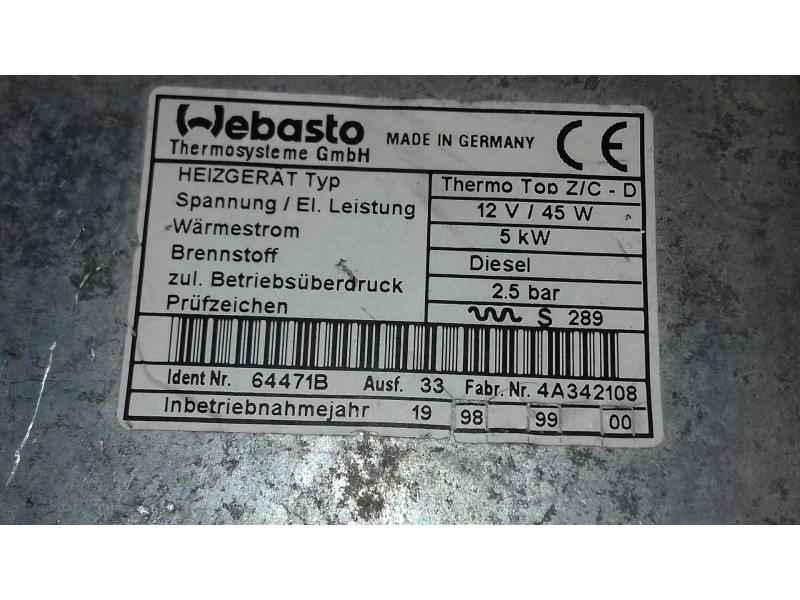 Webasto
Thermosysteme GmbH
MADE IN GERMANY
CE
HEIZGERÄT Typ Thermo Top Z/C - D
Spannung / El. Leistung 12 V / 45 W
Wärmestrom 5 kW
Brennstoff Diesel
zul. Betriebsüberdruck 2.5 bar
Prüfzeichen S 289
Ident Nr. 64471B Ausf. 33 Fabr. Nr. 4A342108
Inbetriebnahmejahr 19 98 99 00